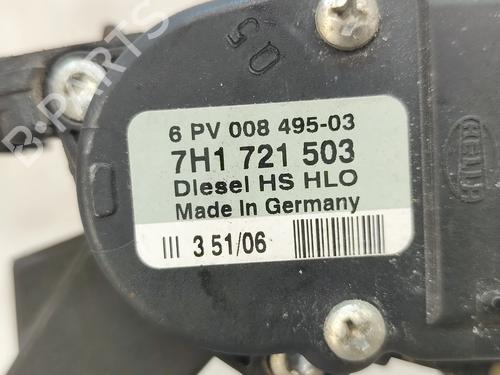 05
6 PV 008 495-03
7H1 721 503
Diesel HS HLO
Made in Germany
3 51/06
HELLA
B-PARTS